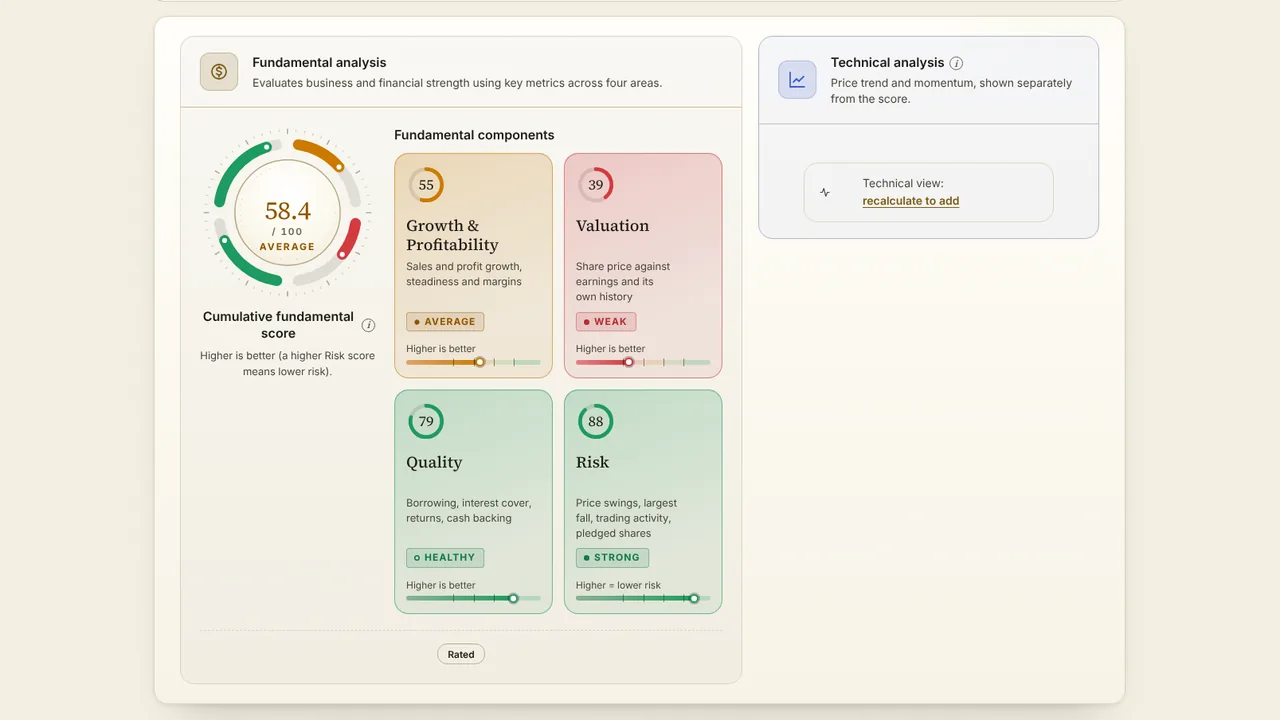 Fundamental analysis
Evaluates business and financial strength using key metrics across four areas.
58.4
/ 100
AVERAGE
Cumulative fundamental
score
Higher is better (a higher Risk score
means lower risk).
Fundamental components
55
Growth &
Profitability
Sales and profit growth,
steadiness and margins
AVERAGE
Higher is better
39
Valuation
Share price against
earnings and its
own history
WEAK
Higher is better
79
Quality
Borrowing, interest cover,
returns, cash backing
HEALTHY
Higher is better
88
Risk
Price swings, largest
fall, trading activity,
pledged shares
STRONG
Higher = lower risk
Rated
Technical analysis
Price trend and momentum, shown separately
from the score.
Technical view:
recalculate to add